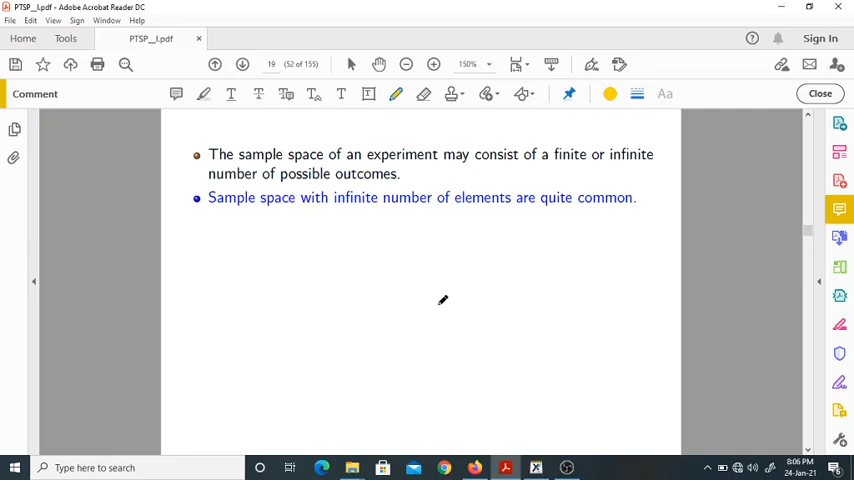 PTSP__I.pdf - Adobe Acrobat Reader DC
File Edit View Sign Window Help
Home Tools PTSP__I.pdf × Sign In
19 (52 of 155) 150%
Comment Aa Close
The sample space of an experiment may consist of a finite or infinite
number of possible outcomes.
Sample space with infinite number of elements are quite common.
Type here to search
8:06 PM
24-Jan-21